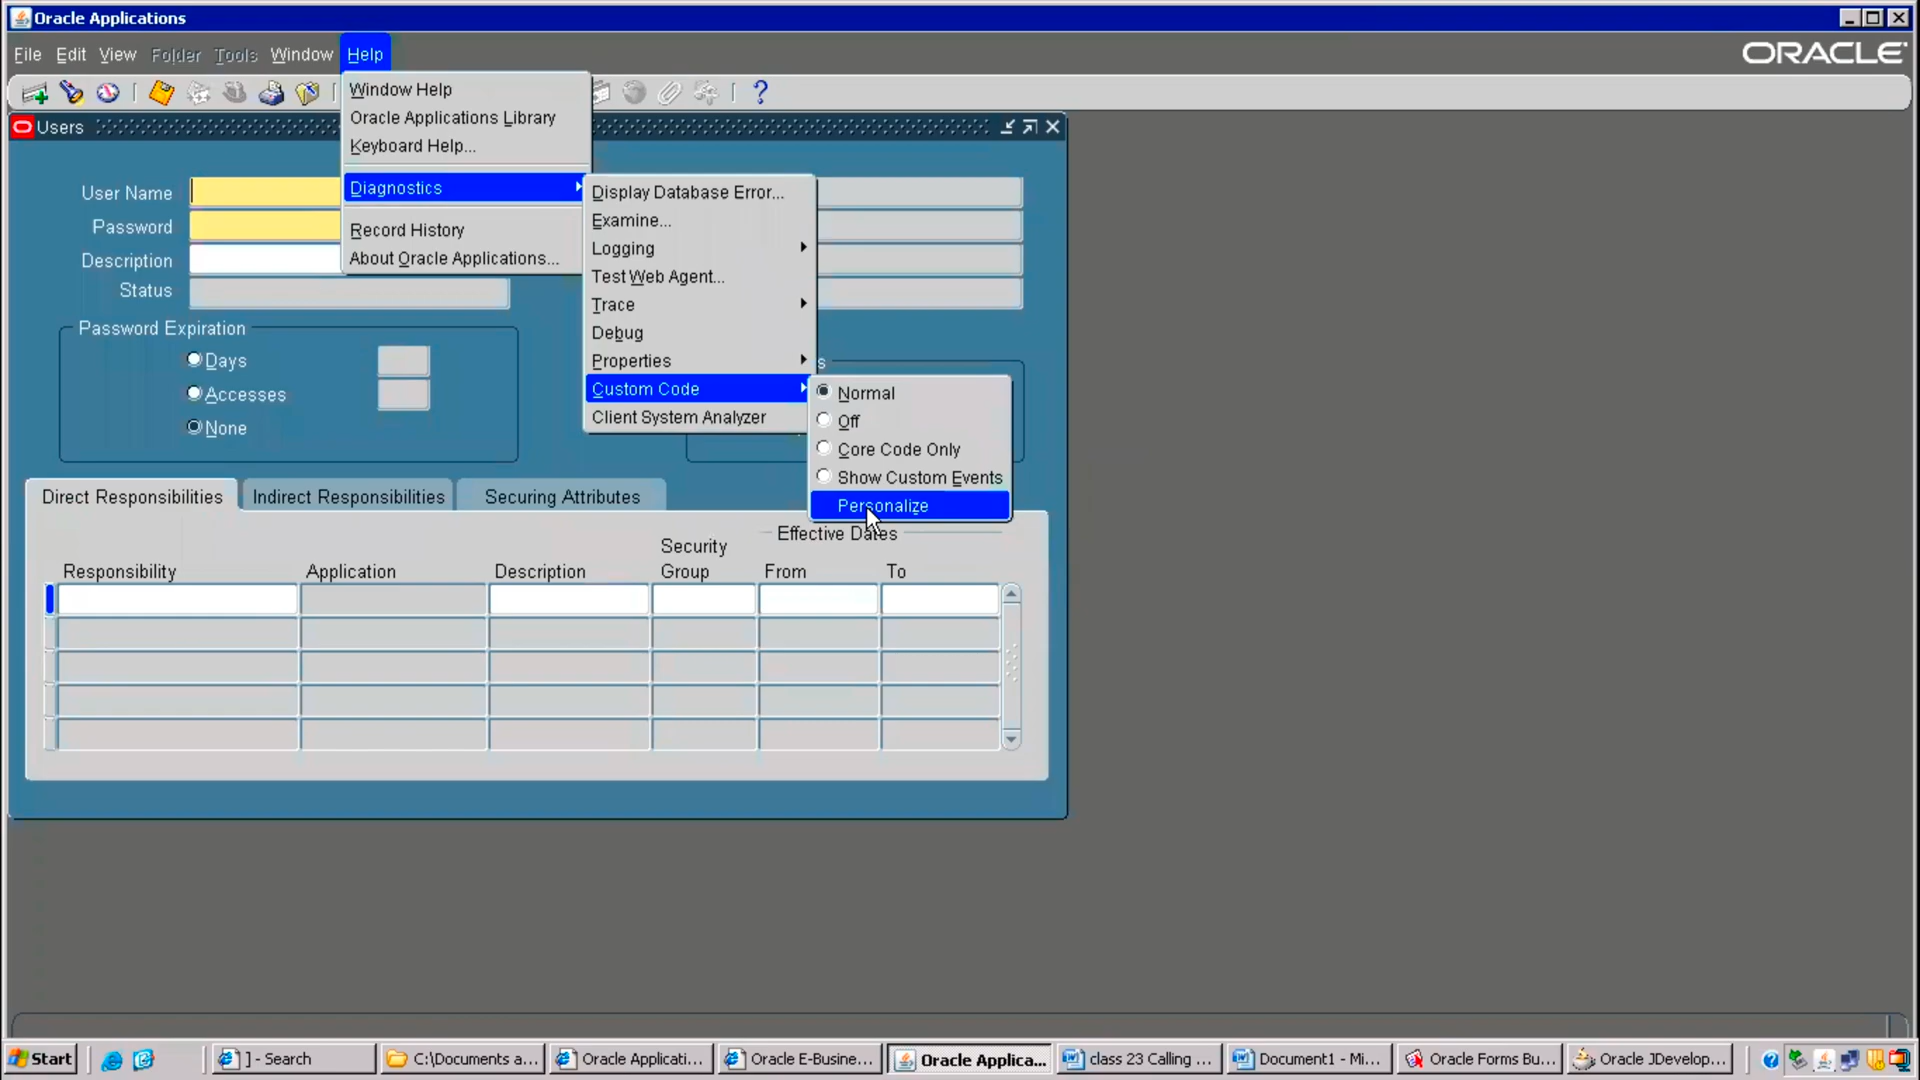 Oracle Applications
File Edit View Folder Tools Window Help
ORACLE
Window Help
Oracle Applications Library
Keyboard Help...
Diagnostics
Record History
About Oracle Applications...
Display Database Error...
Examine...
Logging
Test Web Agent...
Trace
Debug
Properties
Custom Code
Client System Analyzer
Normal
Off
Core Code Only
Show Custom Events
Personalize
Users
User Name
Password
Description
Status
Password Expiration
Days
Accesses
None
Direct Responsibilities Indirect Responsibilities Securing Attributes
Effective Dates
Security
Responsibility Application Description Group From To
Start ] - Search C:\Documents a... Oracle Applicati... Oracle E-Busine... Oracle Applica... class 23 Calling ... Document1 - Mi... Oracle Forms Bu... Oracle JDevelop...